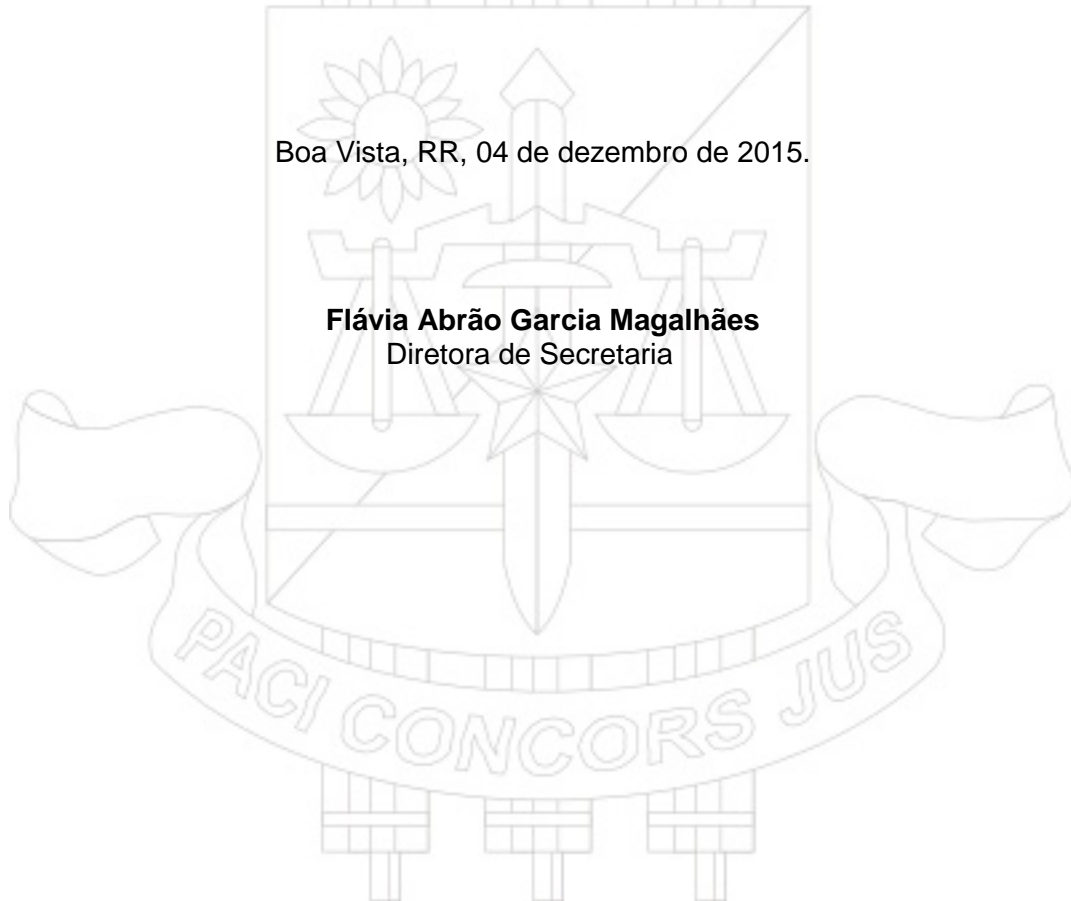 Boa Vista, RR, 04 de dezembro de 2015.
Flávia Abrão Garcia Magalhães
Diretora de Secretaria
PACI CONCORS JUS